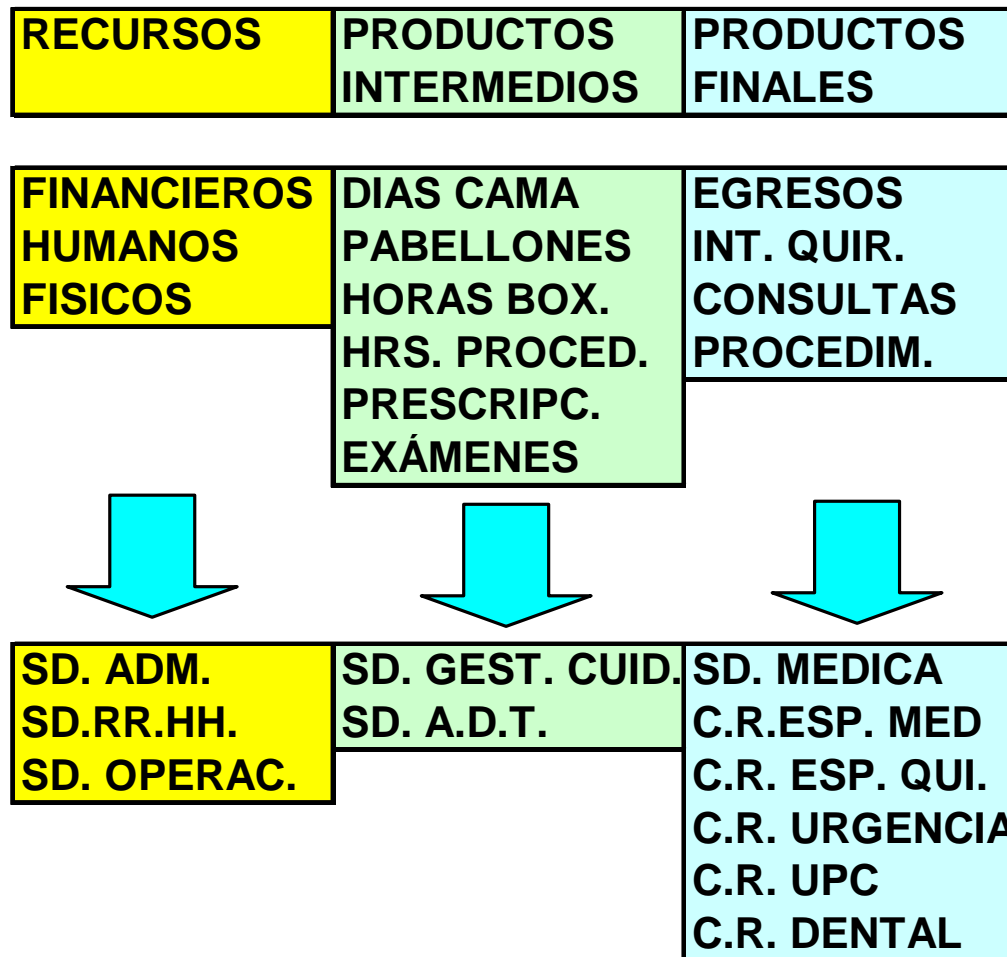 RECURSOS
PRODUCTOS
INTERMEDIOS
PRODUCTOS
FINALES
FINANCIEROS
HUMANOS
FISICOS
DIAS CAMA
PABELLONES
HORAS BOX.
HRS. PROCED.
PRESCRIPC.
EXÁMENES
EGRESOS
INT. QUIR.
CONSULTAS
PROCEDIM.
SD. ADM.
SD.RR.HH.
SD. OPERAC.
SD. GEST. CUID.
SD. A.D.T.
SD. MEDICA
C.R.ESP. MED
C.R. ESP. QUI.
C.R. URGENCIA
C.R. UPC
C.R. DENTAL